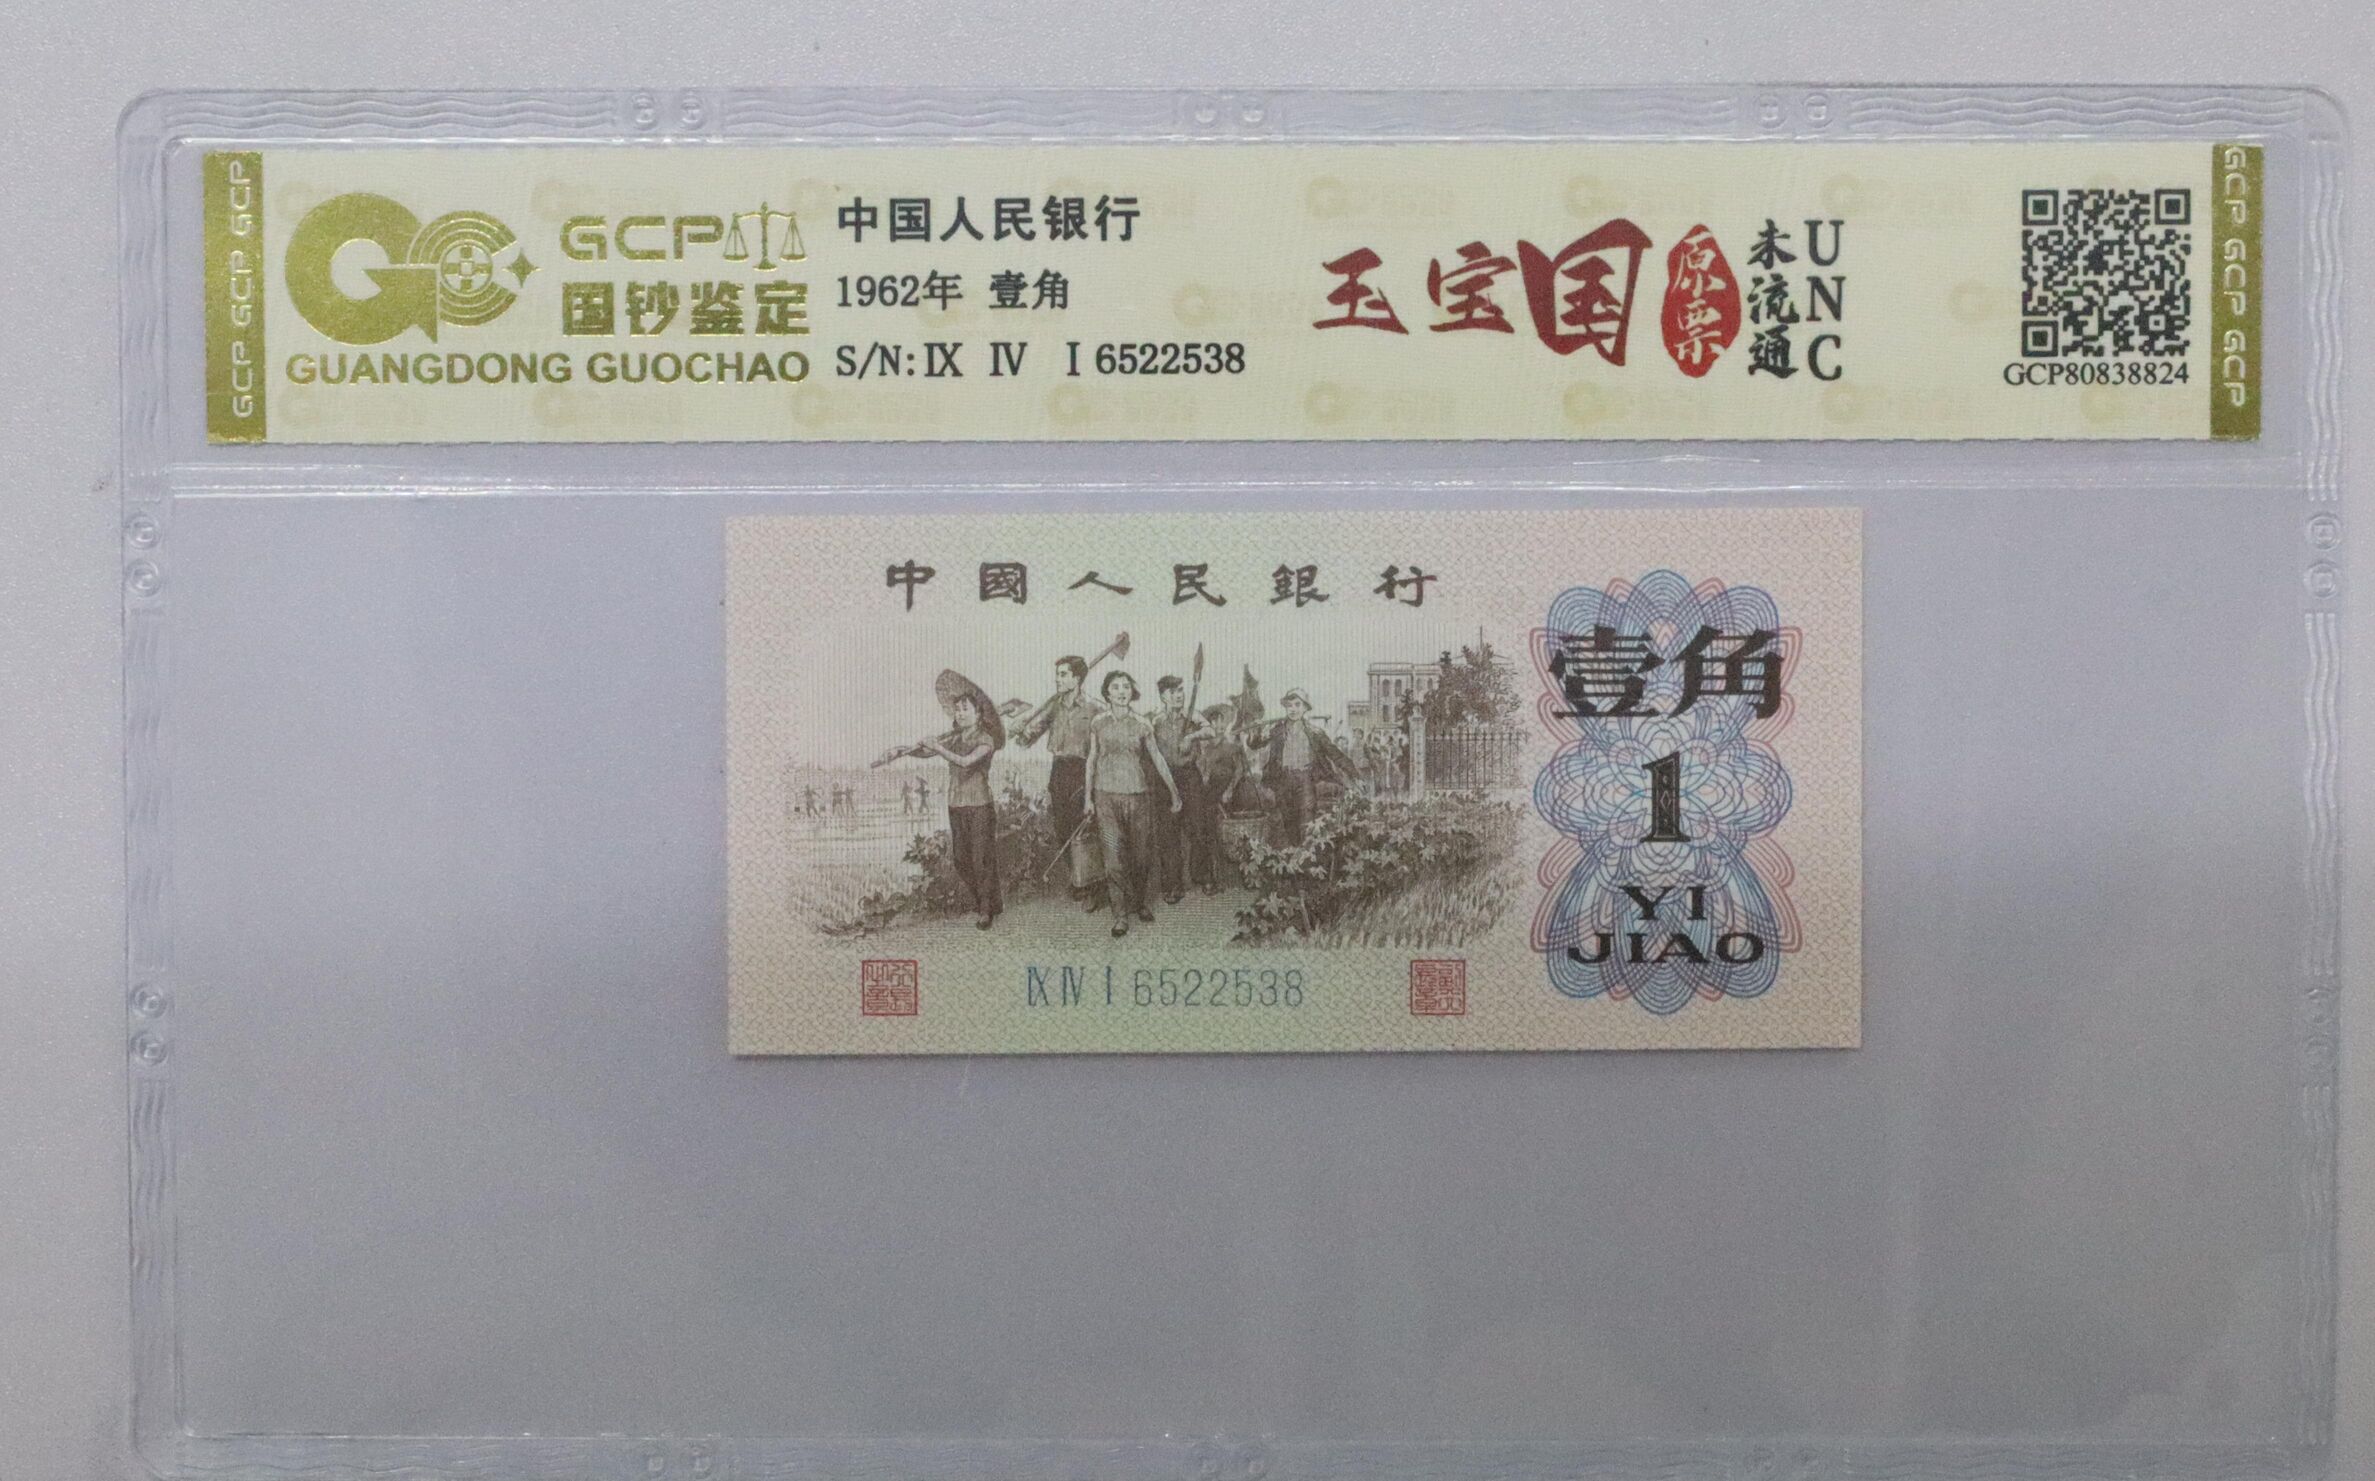 GCP GCP GCP
GCP
国钞鉴定
GUANGDONG GUOCHAO
中国人民银行
1962年 壹角
S/N: IX IV I 6522538
玉宝国
原票
未流通
UNC
GCP80838824
GCP GCP GCP
中國人民銀行
壹角
1
YI
JIAO
IX IV I 6522538